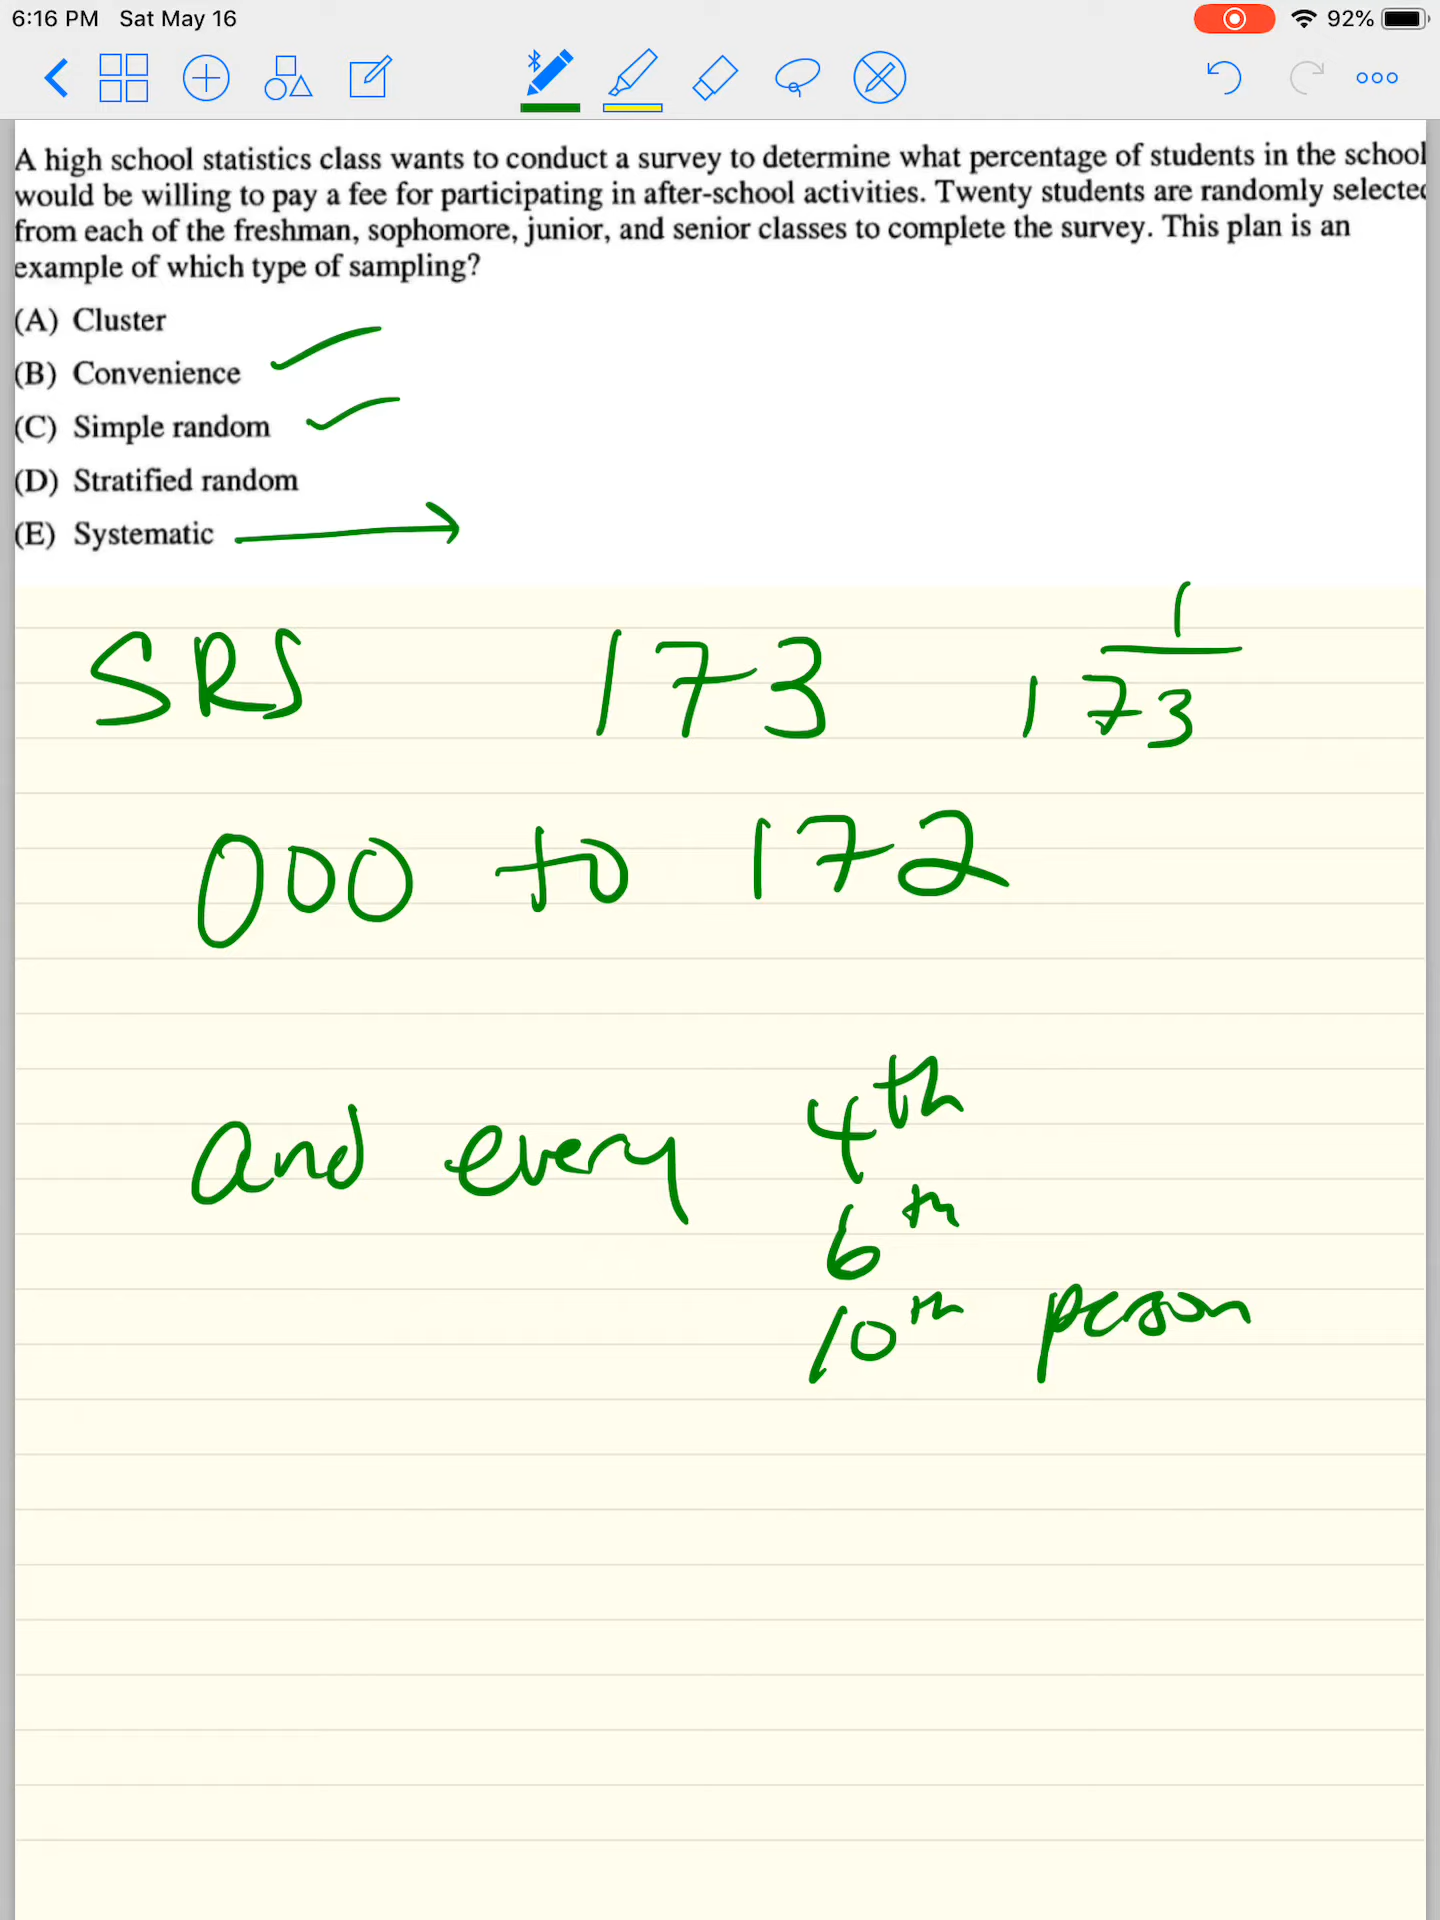 6:16 PM Sat May 16
92%
A high school statistics class wants to conduct a survey to determine what percentage of students in the school
would be willing to pay a fee for participating in after-school activities. Twenty students are randomly selected
from each of the freshman, sophomore, junior, and senior classes to complete the survey. This plan is an
example of which type of sampling?
(A) Cluster
(B) Convenience
(C) Simple random
(D) Stratified random
(E) Systematic
SRS 173 1
173
000 to 172
and every 4th
6th
10th person